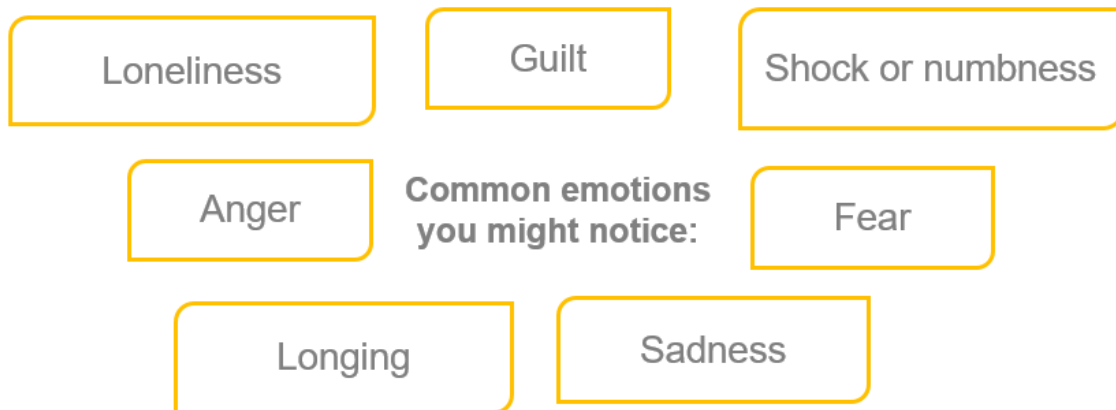 Loneliness
Guilt
Shock or numbness
Anger
Common emotions
you might notice:
Fear
Longing
Sadness